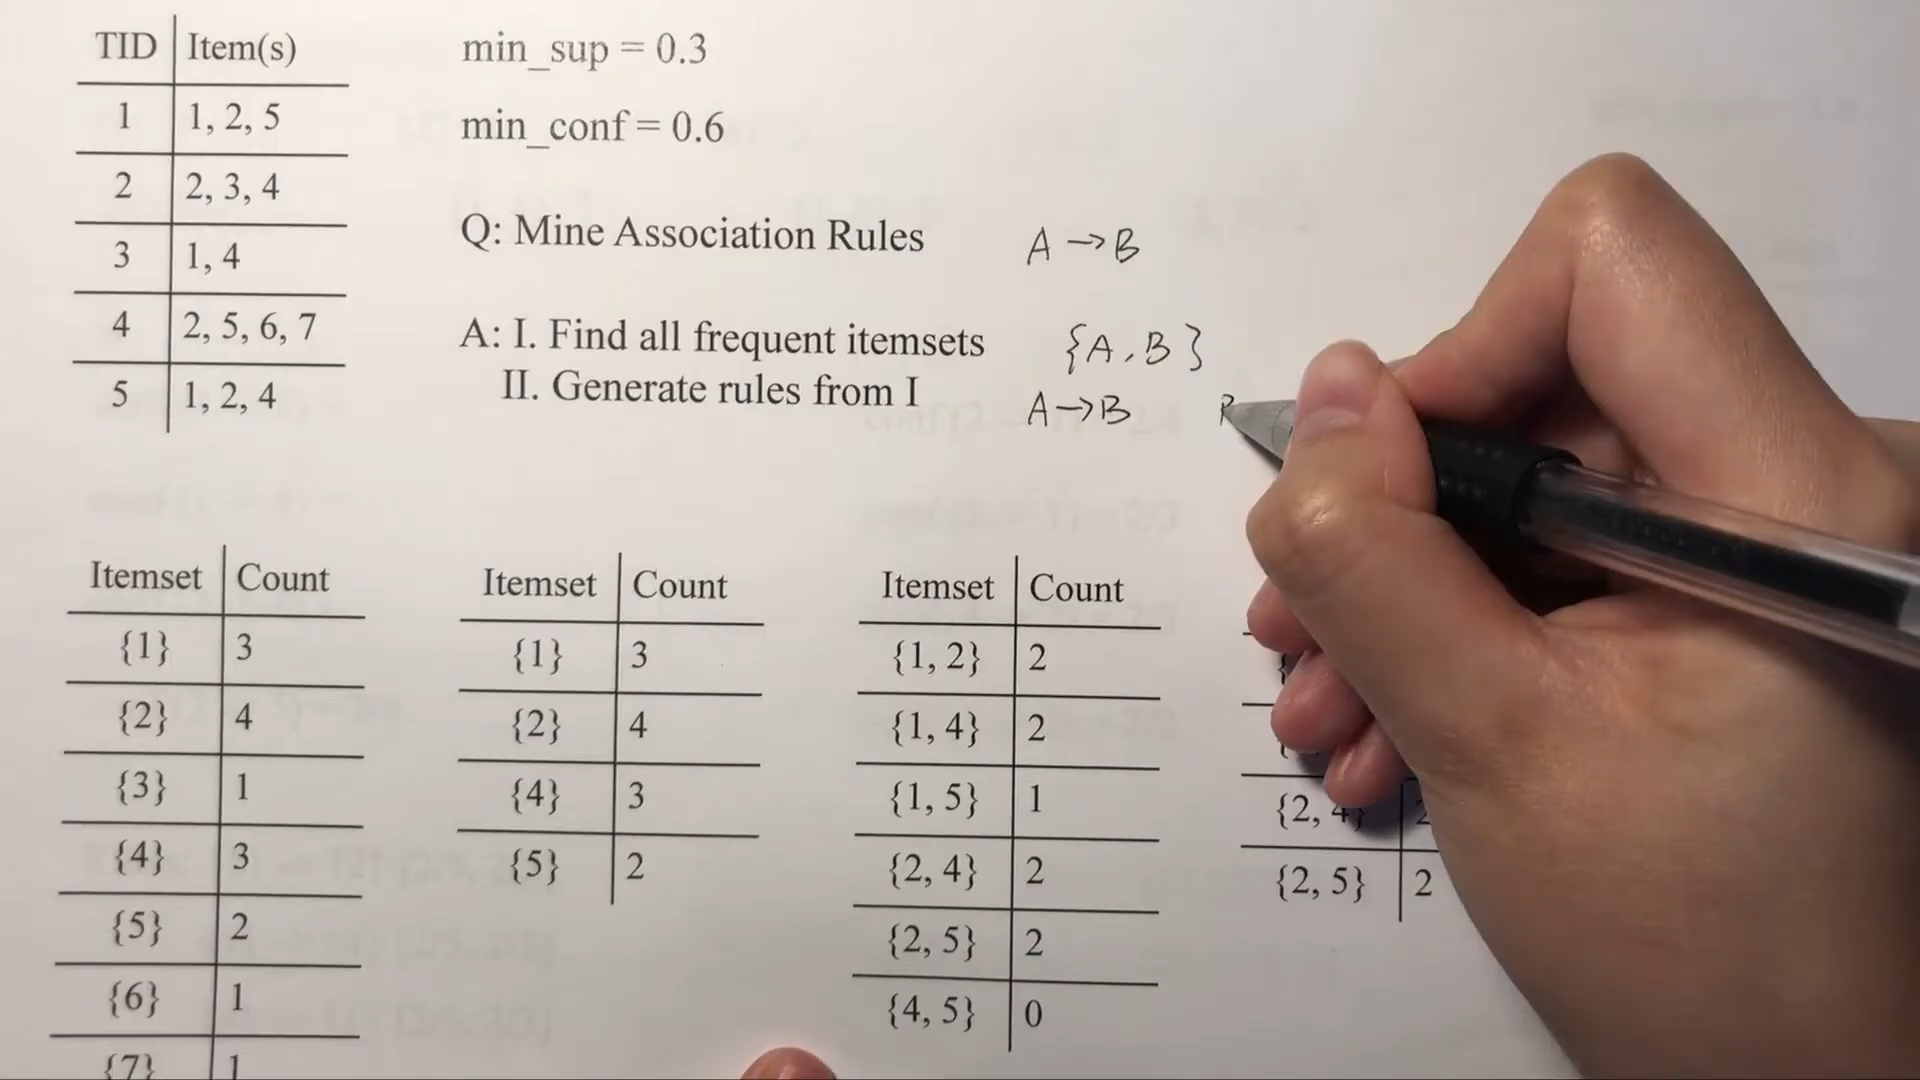 TID Item(s)
1 1, 2, 5
2 2, 3, 4
3 1, 4
4 2, 5, 6, 7
5 1, 2, 4
min_sup = 0.3
min_conf = 0.6
Q: Mine Association Rules A → B
A: I. Find all frequent itemsets {A, B}
II. Generate rules from I A → B
Itemset Count
{1} 3
{2} 4
{3} 1
{4} 3
{5} 2
{6} 1
{7} 1
Itemset Count
{1} 3
{2} 4
{4} 3
{5} 2
Itemset Count
{1, 2} 2
{1, 4} 2
{1, 5} 1
{2, 4} 2
{2, 5} 2
{4, 5} 0
{2, 4} 2
{2, 5} 2